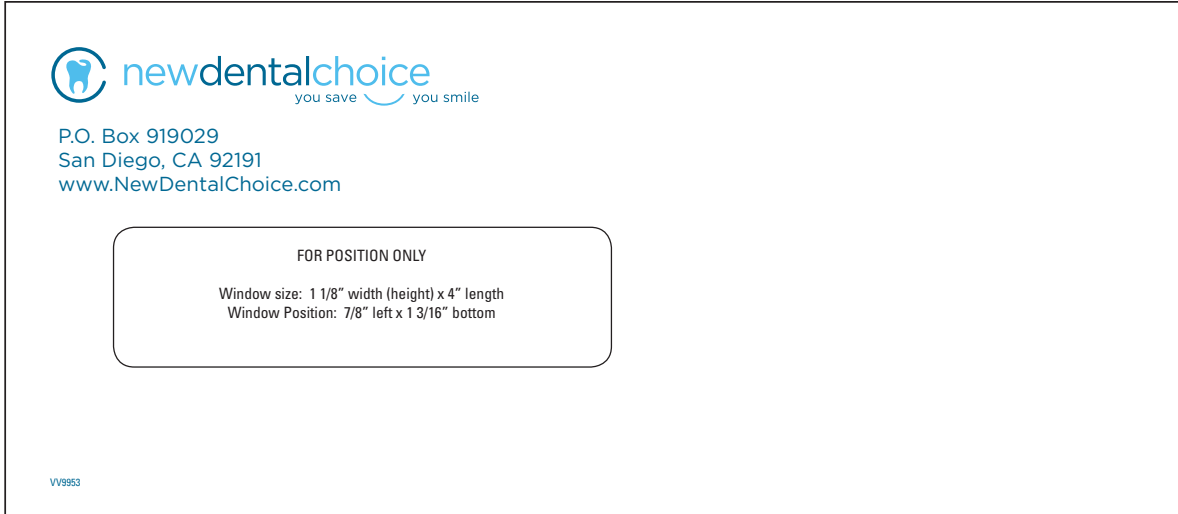 newdentalchoice
you save you smile
P.O. Box 919029
San Diego, CA 92191
www.NewDentalChoice.com
FOR POSITION ONLY
Window size:  1 1/8” width (height) x 4” length
Window Position:  7/8” left x 1 3/16” bottom
VV9953